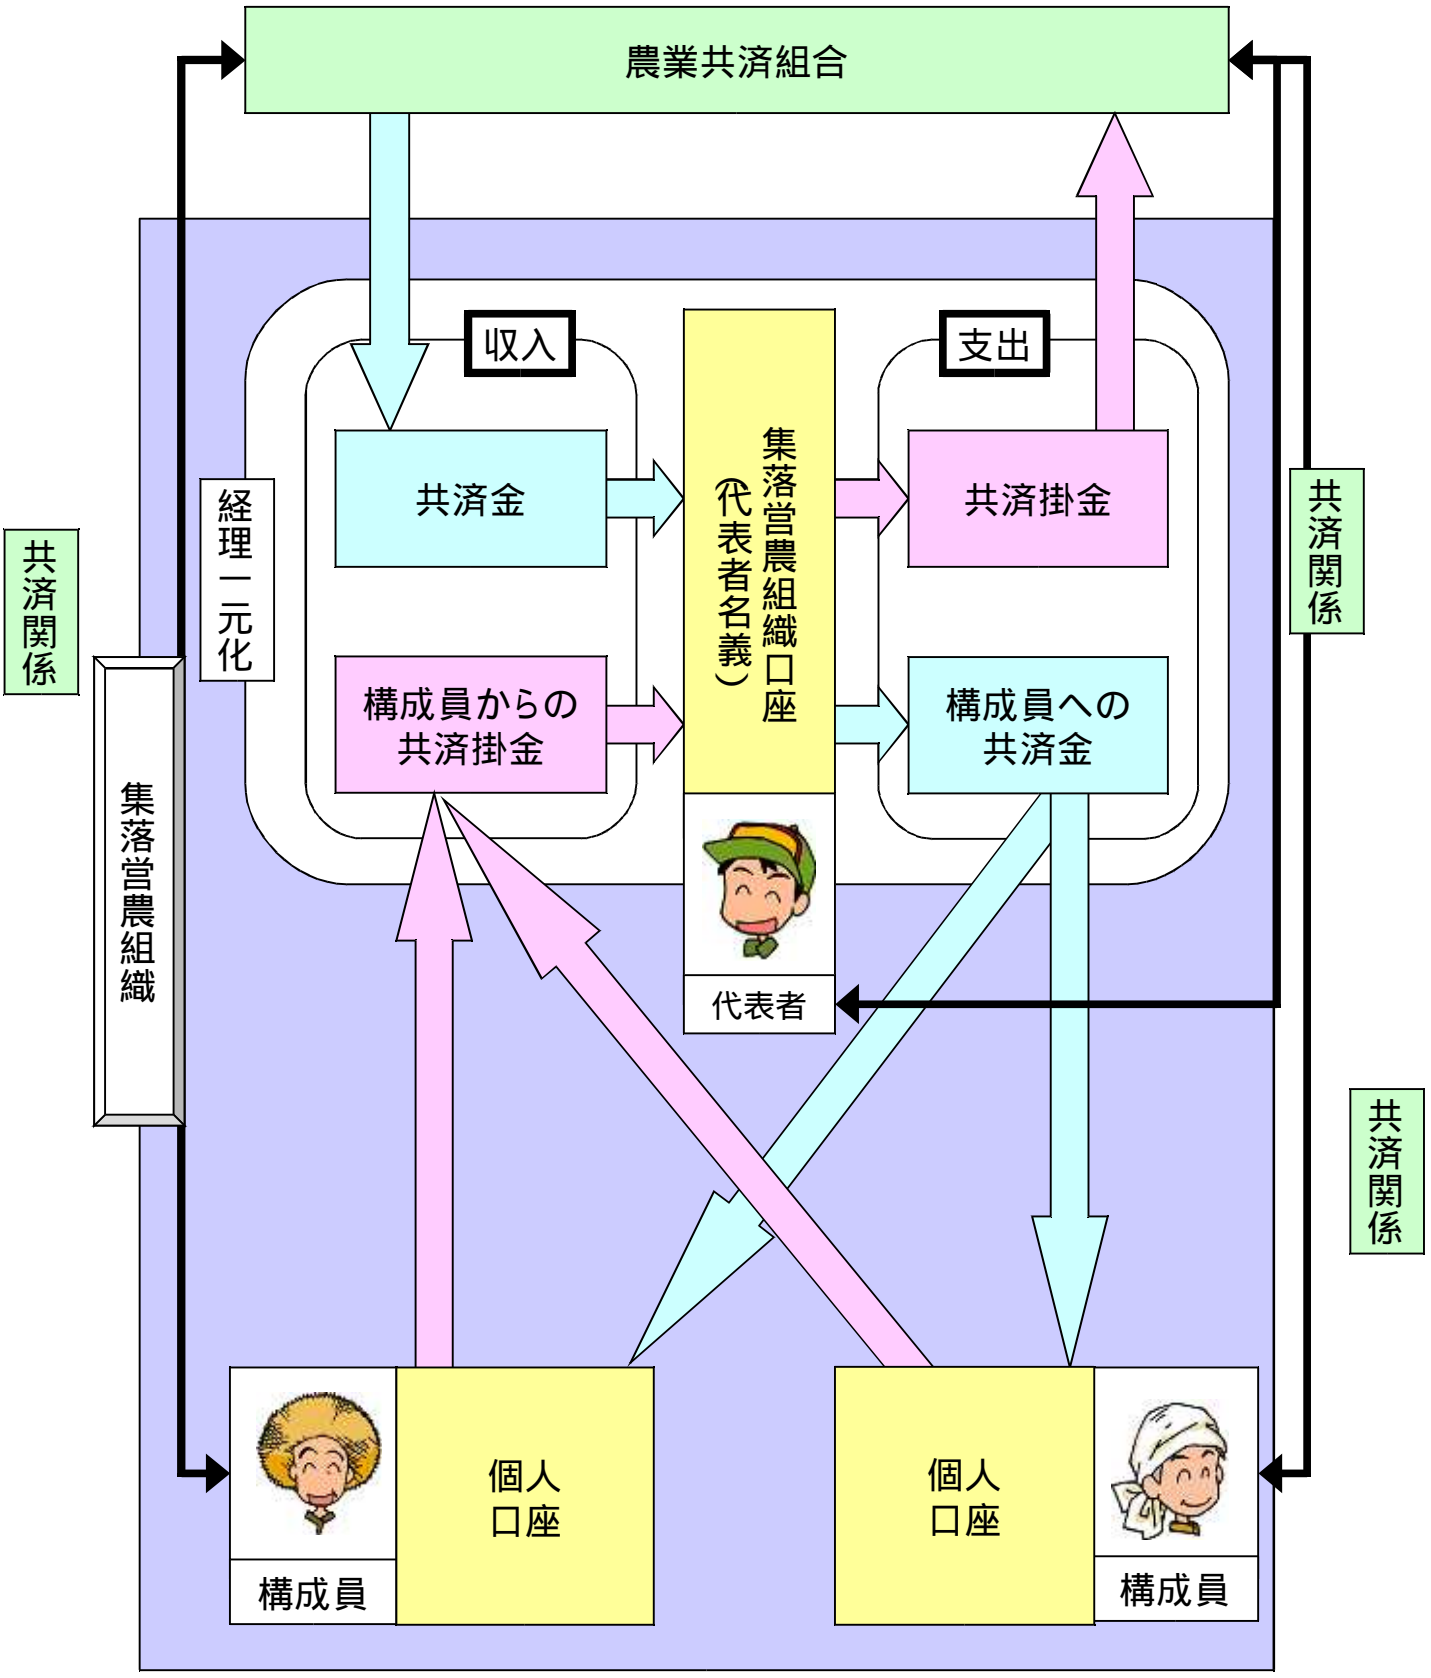 農業共済組合
収入
支出
共済金
集落営農組織口座
(代表者名義)
共済掛金
経理一元化
共済関係
共済関係
構成員からの
共済掛金
構成員への
共済金
集落営農組織
代表者
共済関係
個人
口座
構成員
個人
口座
構成員